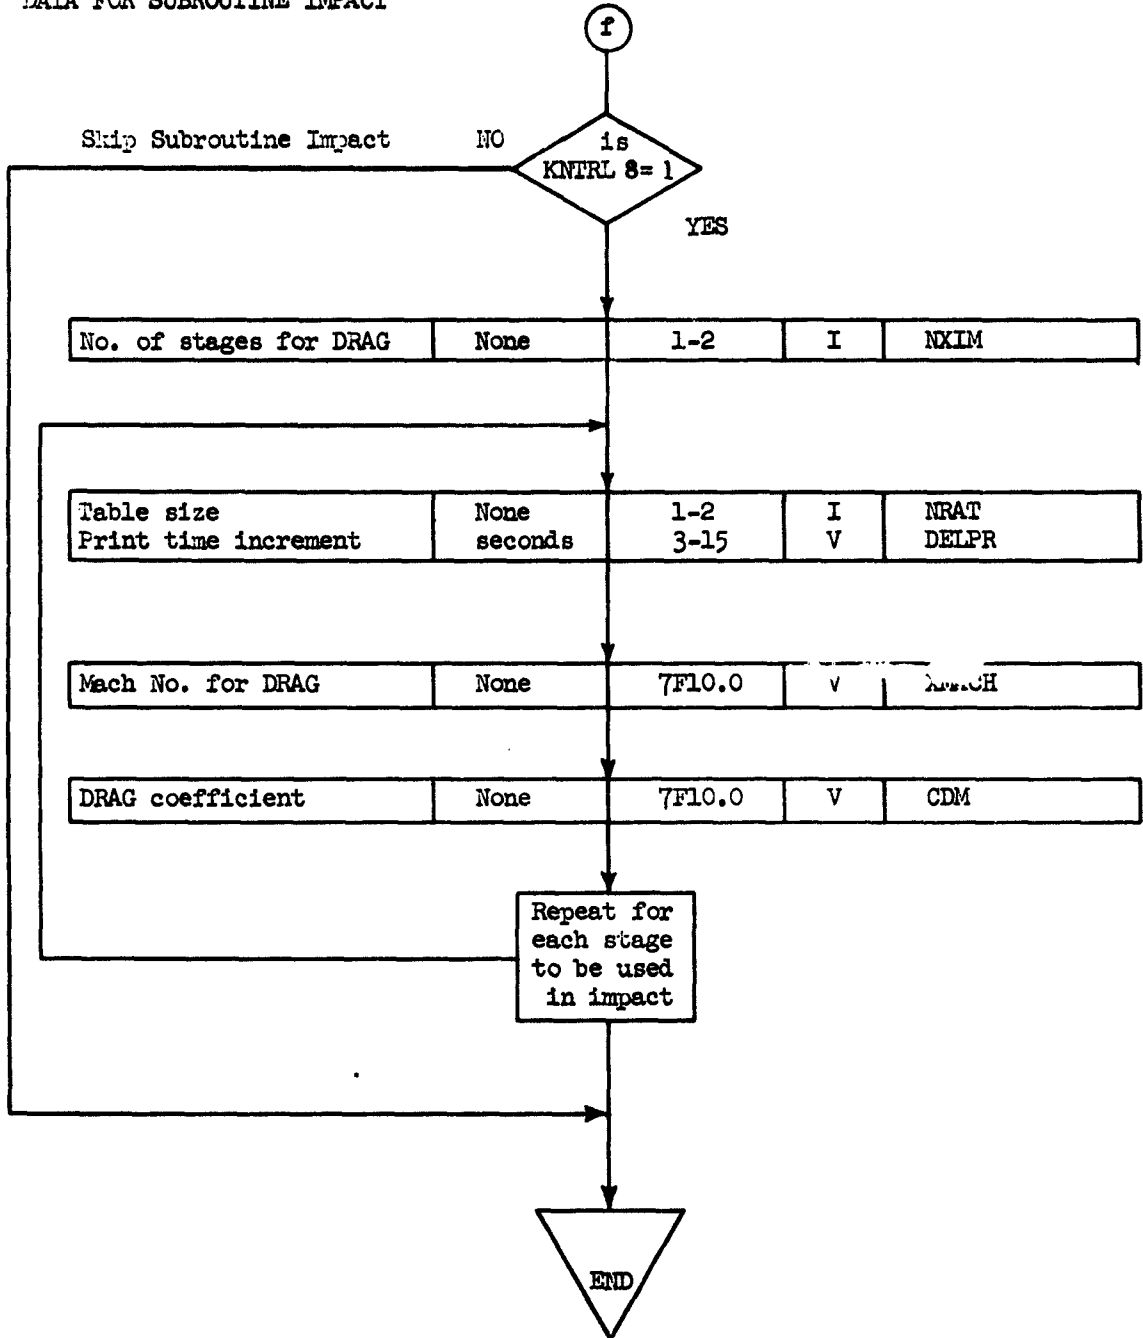 DATA FOR SUBROUTINE IMPACT
f
Skip Subroutine Impact NO
is
KNTRL 8= 1
YES
No. of stages for DRAG None 1-2 I NXIM
Table size None 1-2 I NRAT
Print time increment seconds 3-15 V DELPR
Mach No. for DRAG None 7F10.0 V
DRAG coefficient None 7F10.0 V CDM
Repeat for
each stage
to be used
in impact
END